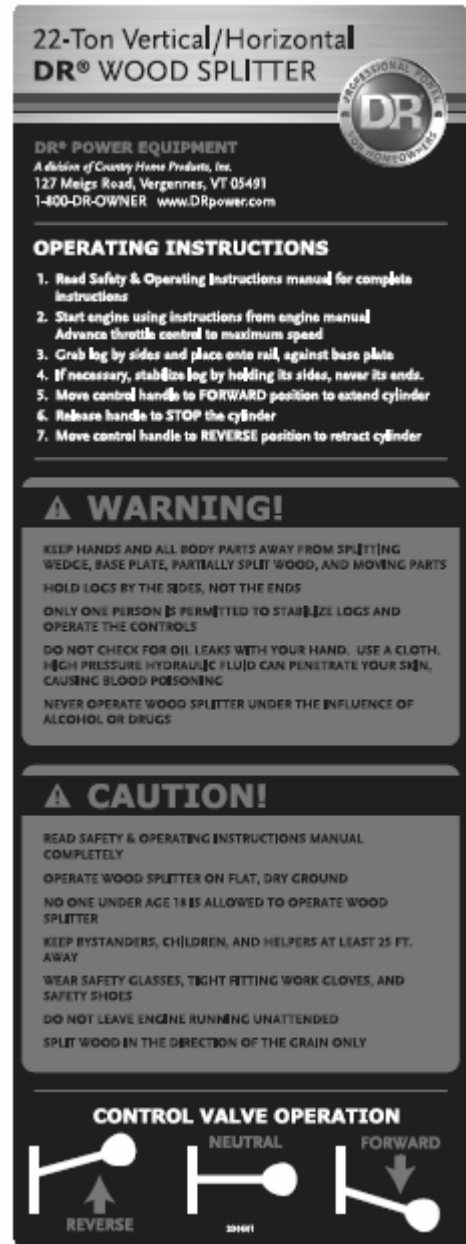 22-Ton Vertical/Horizontal
DR® WOOD SPLITTER
PROFESSIONAL POWER
DR
FOR HOMEOWNERS
DR® POWER EQUIPMENT
A division of Country Home Products, Inc.
127 Meigs Road, Vergennes, VT 05491
1-800-DR-OWNER www.DRpower.com
OPERATING INSTRUCTIONS
1. Read Safety & Operating Instructions manual for complete
instructions
2. Start engine using instructions from engine manual
Advance throttle control to maximum speed
3. Grab log by sides and place onto rail, against base plate
4. If necessary, stabilize log by holding its sides, never its ends.
5. Move control handle to FORWARD position to extend cylinder
6. Release handle to STOP the cylinder
7. Move control handle to REVERSE position to retract cylinder
WARNING!
KEEP HANDS AND ALL BODY PARTS AWAY FROM SPLITTING
WEDGE, BASE PLATE, PARTIALLY SPLIT WOOD, AND MOVING PARTS
HOLD LOGS BY THE SIDES, NOT THE ENDS
ONLY ONE PERSON IS PERMITTED TO STABILIZE LOGS AND
OPERATE THE CONTROLS
DO NOT CHECK FOR OIL LEAKS WITH YOUR HAND. USE A CLOTH.
HIGH PRESSURE HYDRAULIC FLUID CAN PENETRATE YOUR SKIN,
CAUSING BLOOD POISONING
NEVER OPERATE WOOD SPLITTER UNDER THE INFLUENCE OF
ALCOHOL OR DRUGS
CAUTION!
READ SAFETY & OPERATING INSTRUCTIONS MANUAL
COMPLETELY
OPERATE WOOD SPLITTER ON FLAT, DRY GROUND
NO ONE UNDER AGE 18 IS ALLOWED TO OPERATE WOOD
SPLITTER
KEEP BYSTANDERS, CHILDREN, AND HELPERS AT LEAST 25 FT.
AWAY
WEAR SAFETY GLASSES, TIGHT FITTING WORK GLOVES, AND
SAFETY SHOES
DO NOT LEAVE ENGINE RUNNING UNATTENDED
SPLIT WOOD IN THE DIRECTION OF THE GRAIN ONLY
CONTROL VALVE OPERATION
NEUTRAL
FORWARD
REVERSE